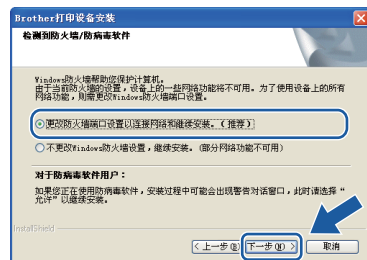 Brother打印设备安装
检测到防火墙/防病毒软件
Windows防火墙帮助您保护计算机。
由于当前防火墙的设置，设备上的一些网络功能将不可用。为了使用设备上的所有
网络功能，则需更改Windows防火墙端口设置。
更改防火墙端口设置以连接网络和继续安装。（推荐）
不更改Windows防火墙设置，继续安装。（部分网络功能不可用）
对于防病毒软件用户：
如果您正在使用防病毒软件，安装过程中可能会出现警告对话窗口，此时请选择“
允许”以继续安装。
InstallShield
< 上一步(B)
下一步(N) >
取消